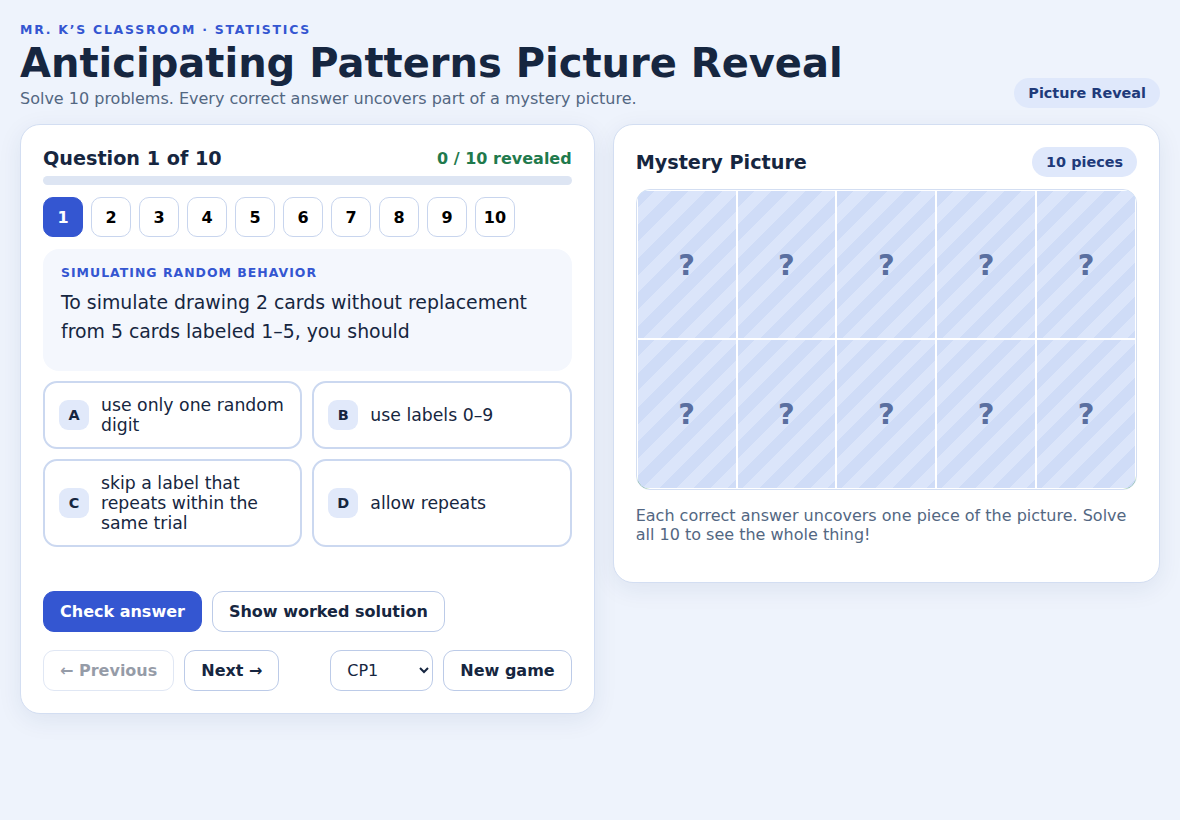 MR. K’S CLASSROOM · STATISTICS
Anticipating Patterns Picture Reveal
Solve 10 problems. Every correct answer uncovers part of a mystery picture.
Picture Reveal
Question 1 of 10
0 / 10 revealed
1 2 3 4 5 6 7 8 9 10
SIMULATING RANDOM BEHAVIOR
To simulate drawing 2 cards without replacement
from 5 cards labeled 1–5, you should
A use only one random
digit
B use labels 0–9
C skip a label that
repeats within the
same trial
D allow repeats
Check answer
Show worked solution
← Previous
Next →
CP1
New game
Mystery Picture
10 pieces
? ? ? ? ?
? ? ? ? ?
Each correct answer uncovers one piece of the picture. Solve
all 10 to see the whole thing!